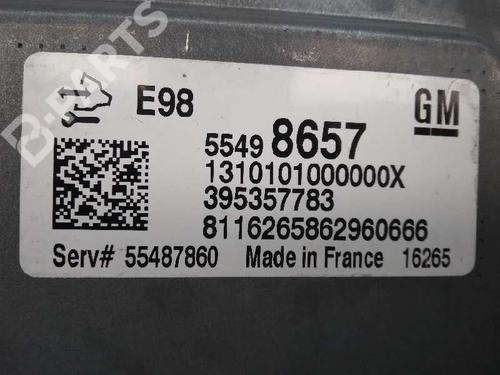 B-PARTS
E98
GM
5549 8657
1310101000000X
395357783
8116265862960666
Serv# 55487860 Made in France 16265